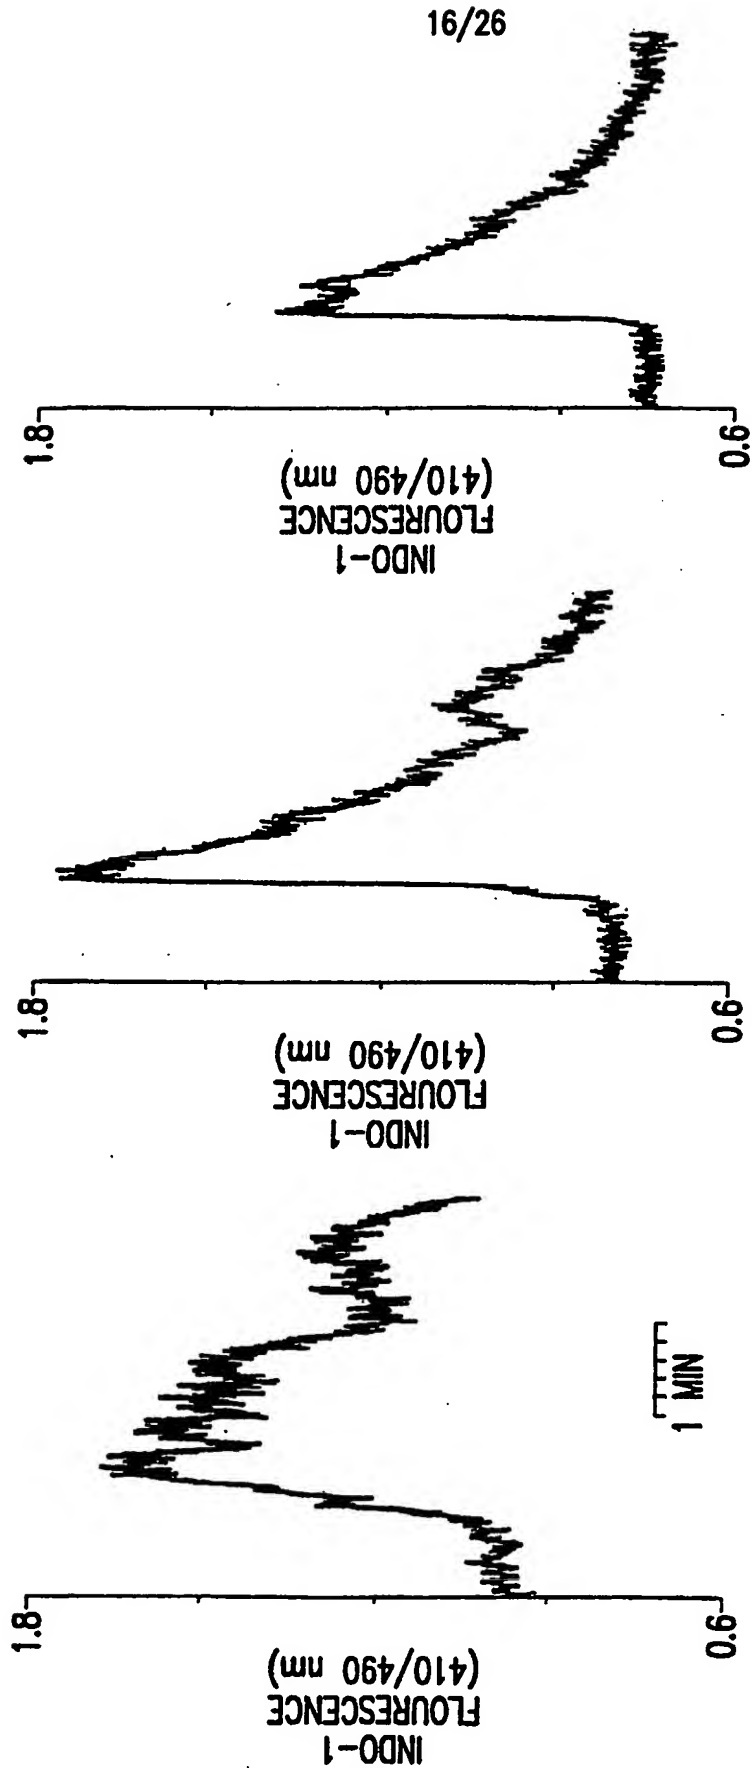 16/26
1.8
INDO-1
FLOURESCENCE
(410/490 nm)
0.6
1.8
INDO-1
FLOURESCENCE
(410/490 nm)
0.6
1.8
INDO-1
FLOURESCENCE
(410/490 nm)
0.6
1 MIN